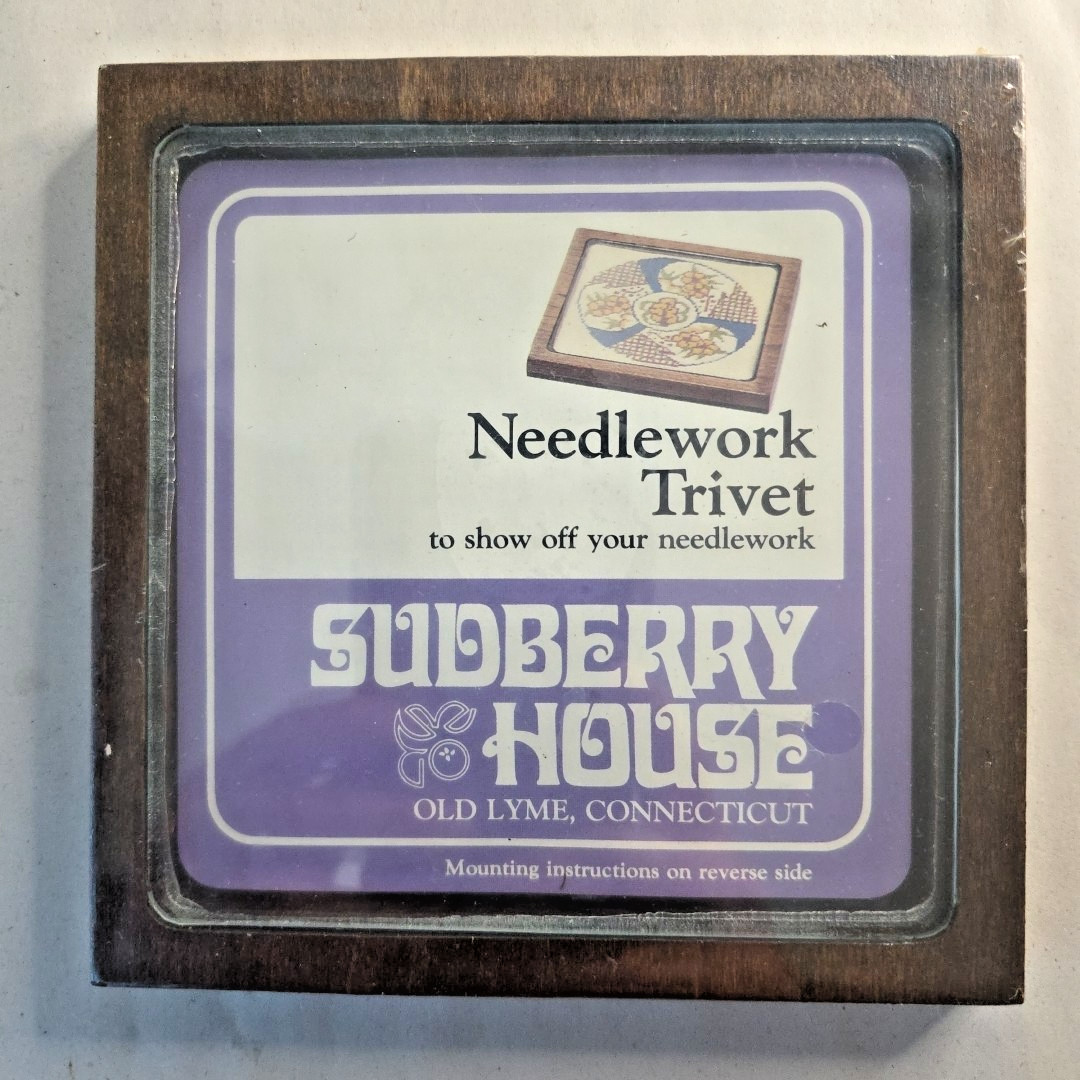 Needlework
Trivet
to show off your needlework
SUDBERRY
HOUSE
OLD LYME, CONNECTICUT
Mounting instructions on reverse side